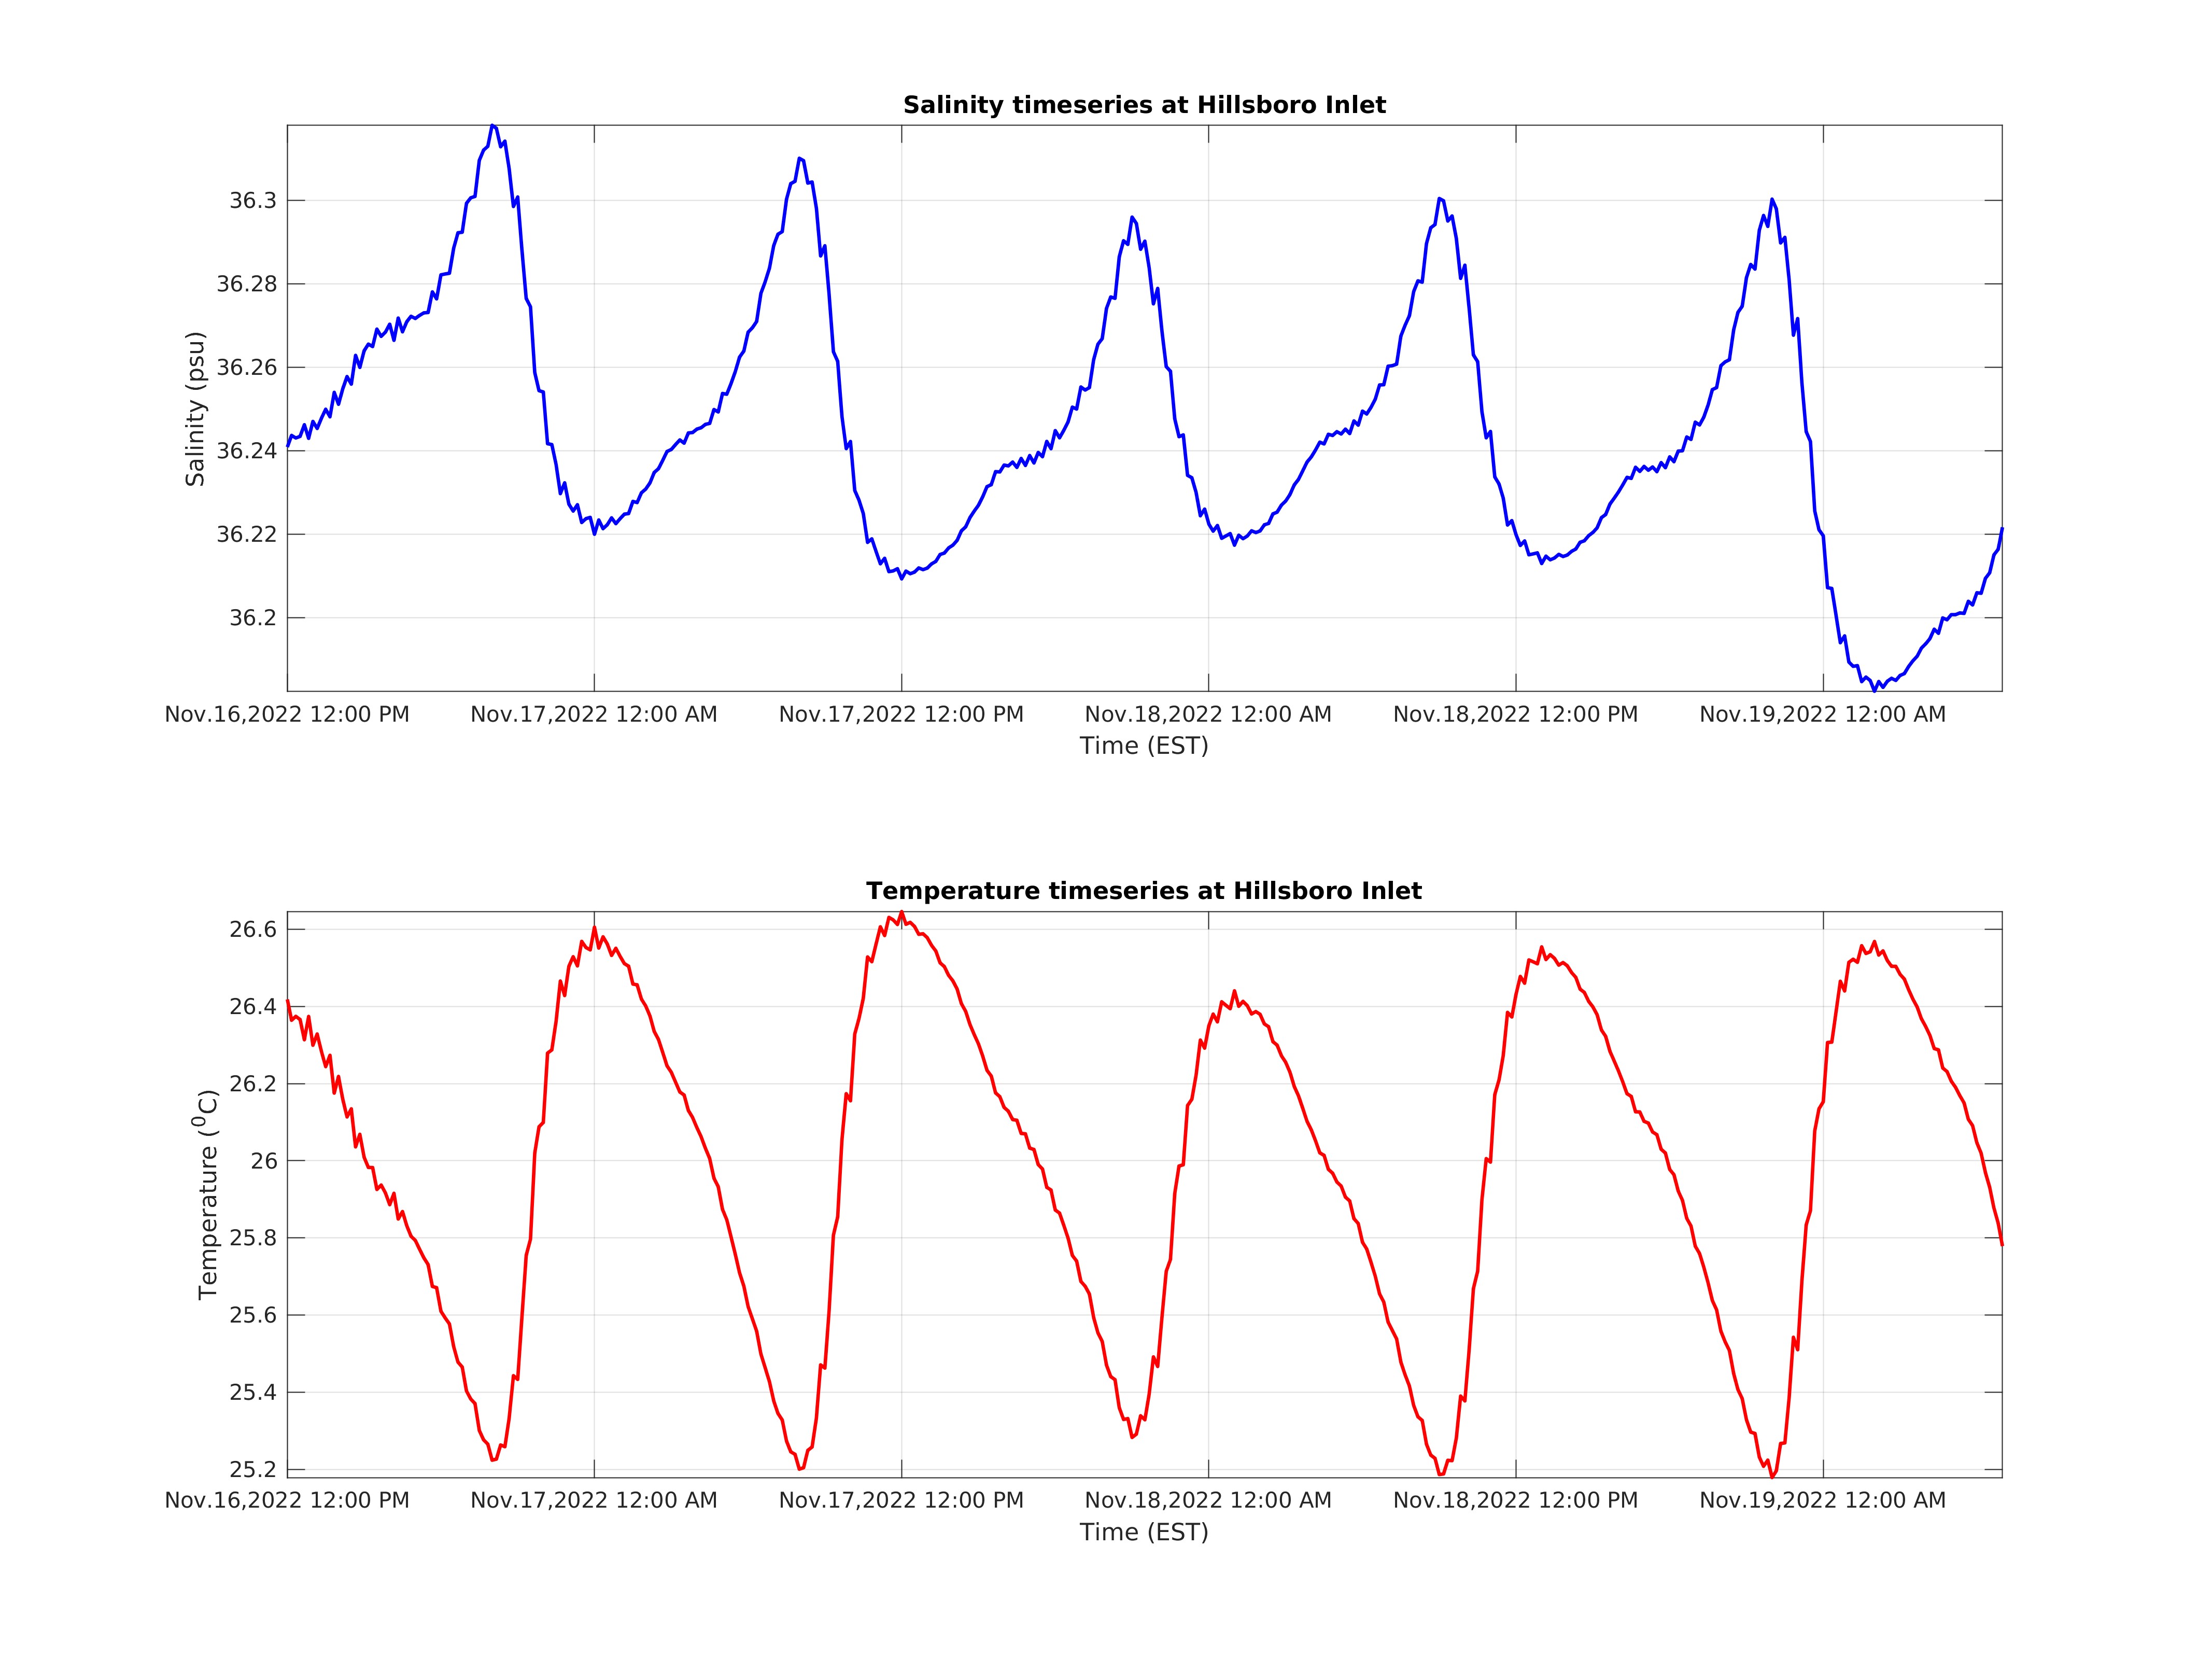 Salinity timeseries at Hillsboro Inlet
36.3
36.28
36.26
36.24
36.22
36.2
Salinity (psu)
Nov.16,2022 12:00 PM Nov.17,2022 12:00 AM Nov.17,2022 12:00 PM Nov.18,2022 12:00 AM Nov.18,2022 12:00 PM Nov.19,2022 12:00 AM
Time (EST)
Temperature timeseries at Hillsboro Inlet
26.6
26.4
26.2
26
25.8
25.6
25.4
25.2
Temperature (⁰C)
Nov.16,2022 12:00 PM Nov.17,2022 12:00 AM Nov.17,2022 12:00 PM Nov.18,2022 12:00 AM Nov.18,2022 12:00 PM Nov.19,2022 12:00 AM
Time (EST)